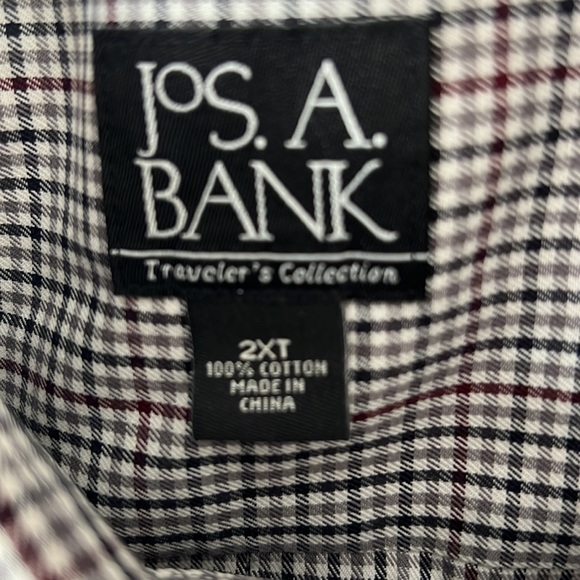 JoS. A.
BANK
Traveler's Collection
2XT
100% COTTON
MADE IN
CHINA